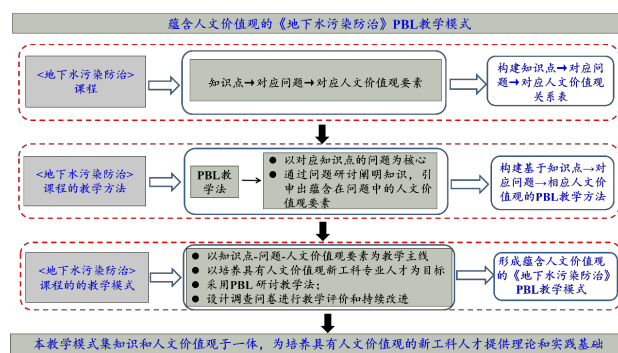 蕴含人文价值观的《地下水污染防治》PBL教学模式
<地下水污染防治>
课程
知识点→对应问题→对应人文价值观要素
构建知识点→对应问
题→对应人文价值观
关系表
<地下水污染防治>
课程的教学方法
PBL教
学法
● 以对应知识点的问题为核心
● 通过问题研讨阐明知识，引
申出蕴含在问题中的人文价
值观要素
构建基于知识点→对
应问题→相应人文价
值观的PBL教学方法
<地下水污染防治>
课程的的教学模式
● 以知识点-问题-人文价值观要素为教学主线
● 以培养具有人文价值观新工科专业人才为目标
● 采用PBL 研讨教学法;
● 设计调查问卷进行教学评价和持续改进
形成蕴含人文价值观
的《地下水污染防治》
PBL教学模式
本教学模式集知识和人文价值观于一体，为培养具有人文价值观的新工科人才提供理论和实践基础